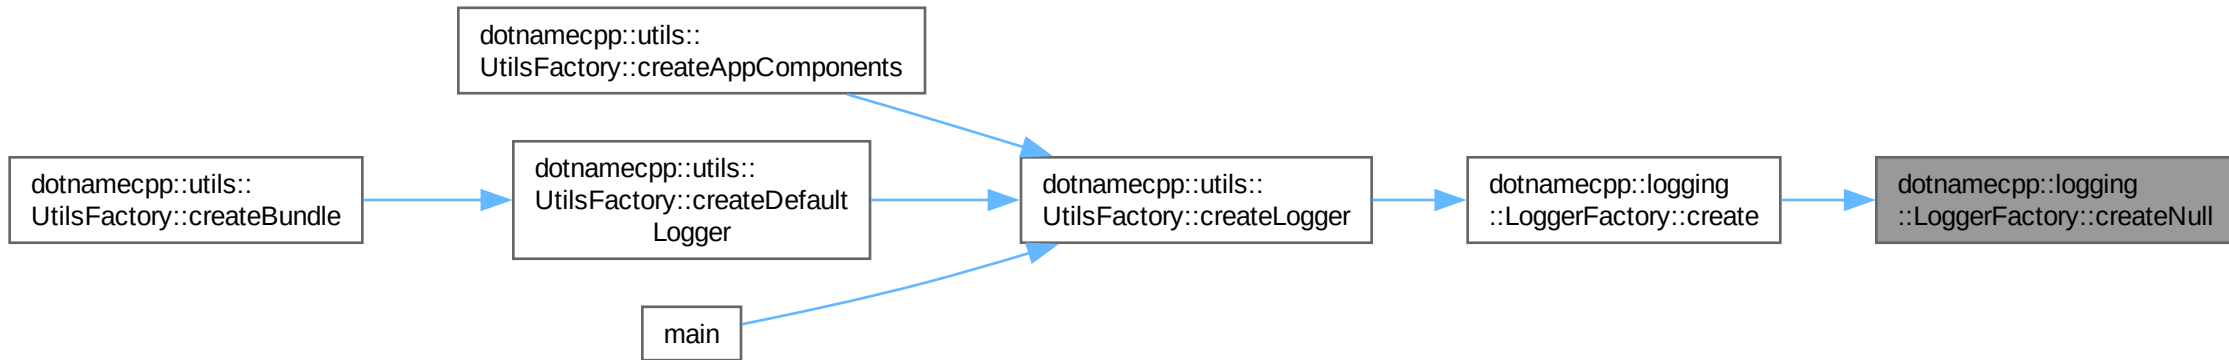 dotnamecpp::utils::
UtilsFactory::createAppComponents
dotnamecpp::utils::
UtilsFactory::createBundle
dotnamecpp::utils::
UtilsFactory::createDefault
Logger
dotnamecpp::utils::
UtilsFactory::createLogger
dotnamecpp::logging
::LoggerFactory::create
dotnamecpp::logging
::LoggerFactory::createNull
main